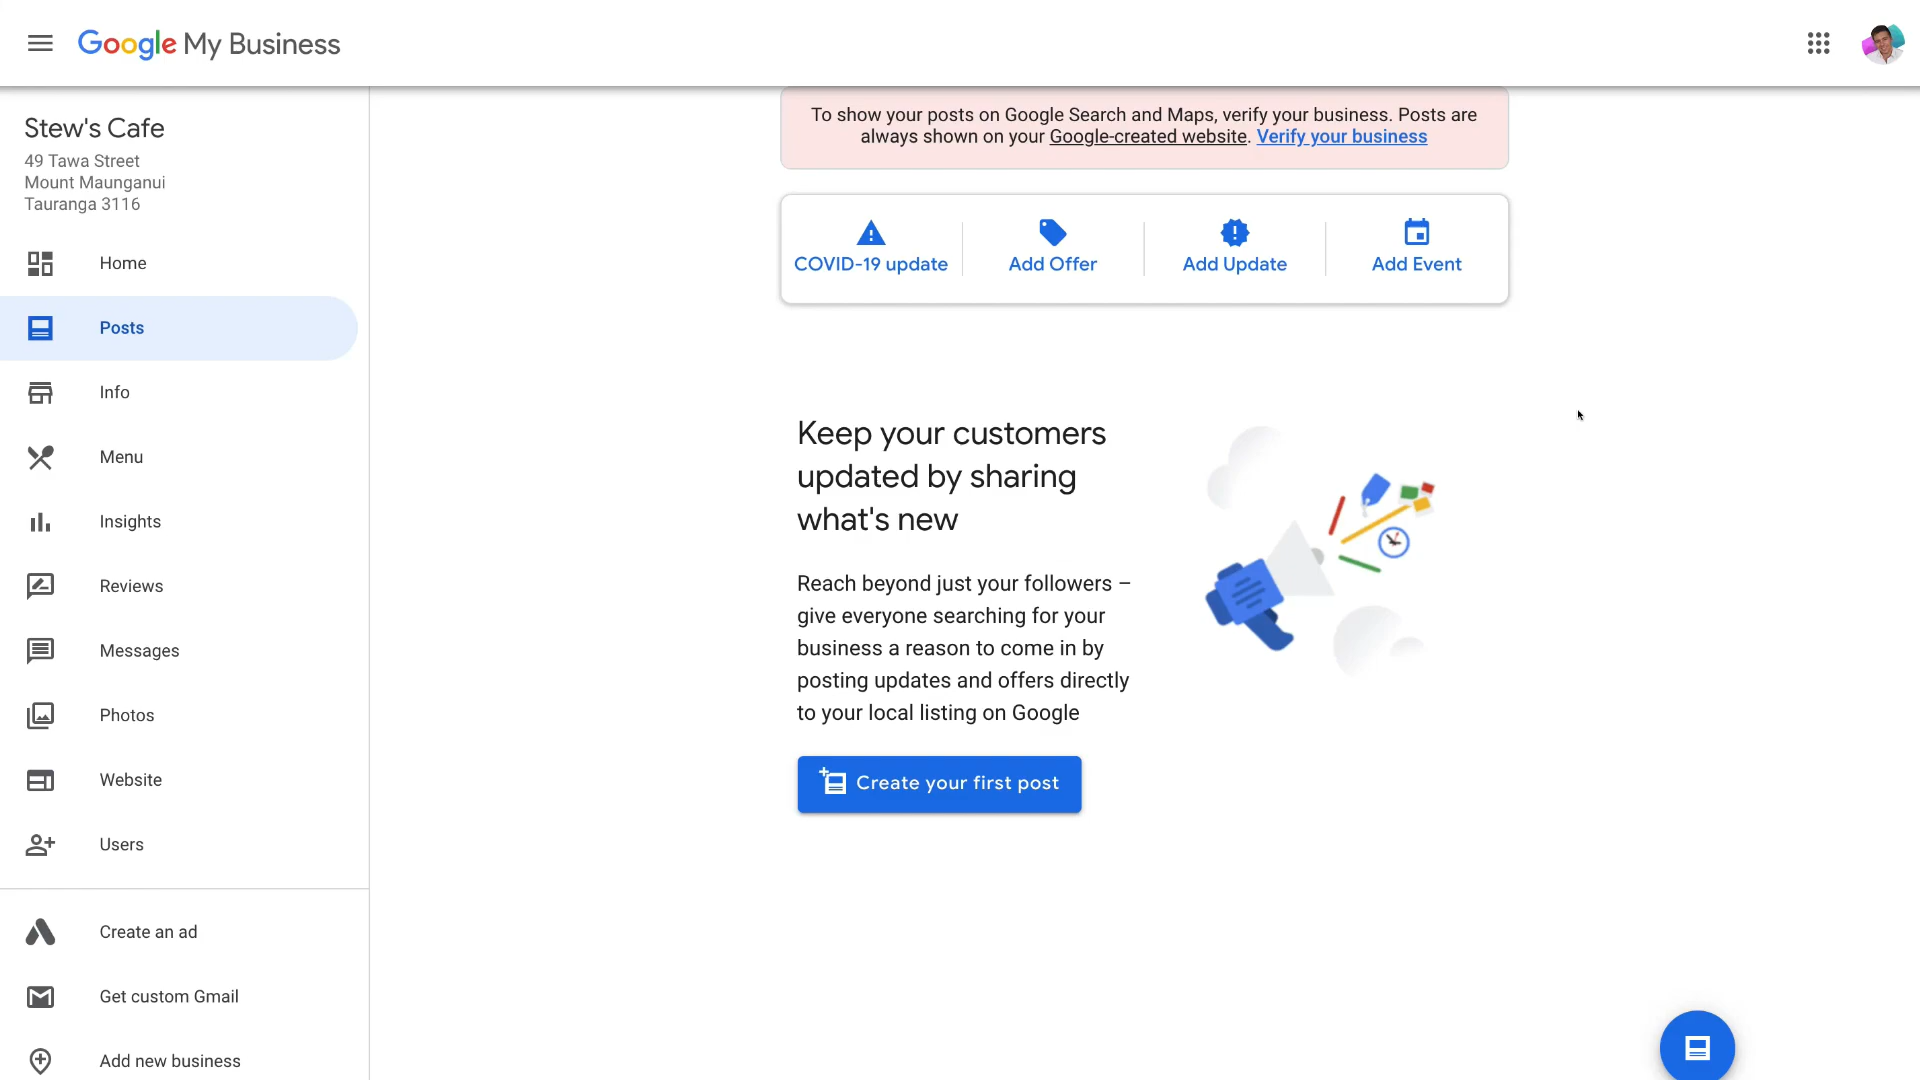 Google My Business
Stew's Cafe
49 Tawa Street
Mount Maunganui
Tauranga 3116
Home
Posts
Info
Menu
Insights
Reviews
Messages
Photos
Website
Users
Create an ad
Get custom Gmail
Add new business
To show your posts on Google Search and Maps, verify your business. Posts are
always shown on your Google-created website. Verify your business
COVID-19 update
Add Offer
Add Update
Add Event
Keep your customers
updated by sharing
what's new
Reach beyond just your followers –
give everyone searching for your
business a reason to come in by
posting updates and offers directly
to your local listing on Google
Create your first post